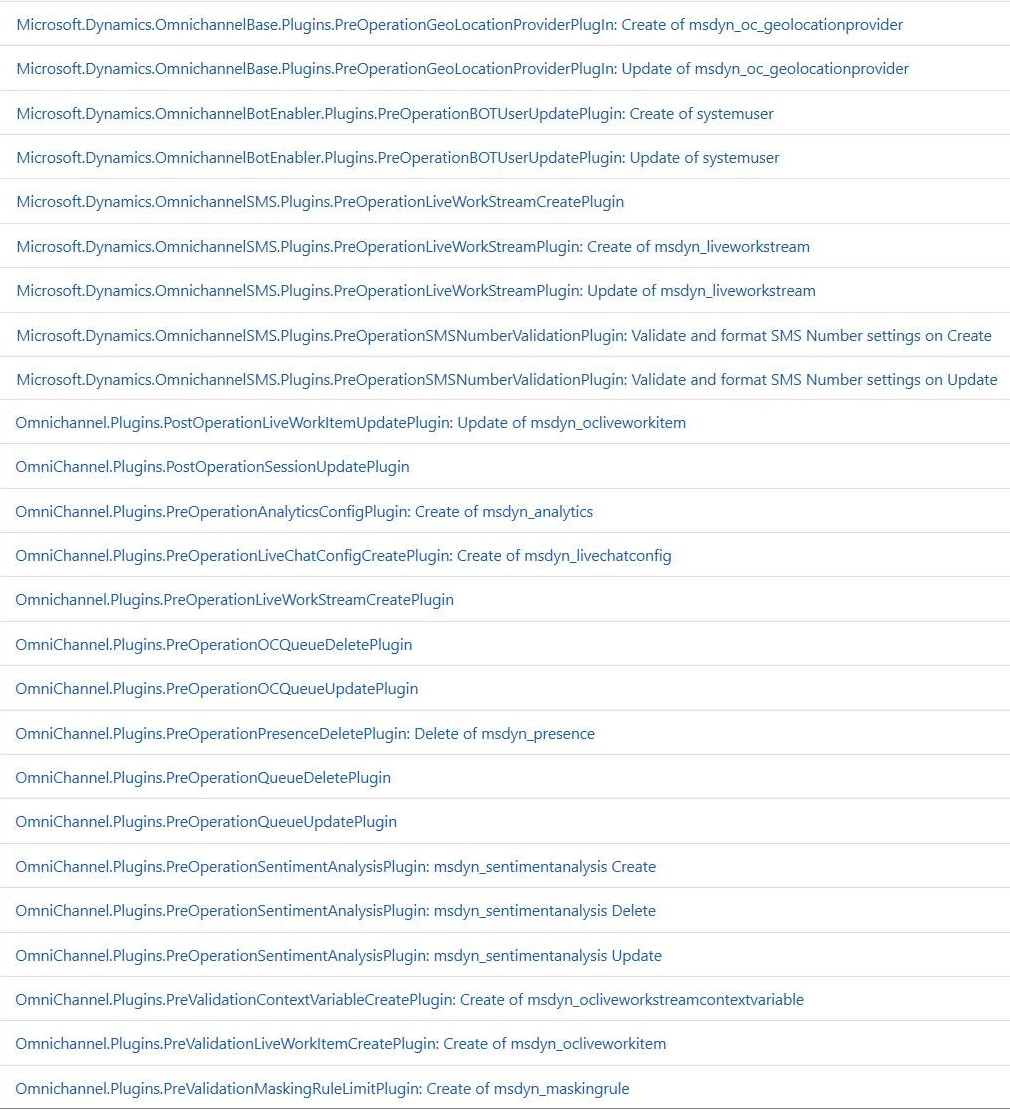 Microsoft.Dynamics.OmnichannelBase.Plugins.PreOperationGeoLocationProviderPlugIn: Create of msdyn_oc_geolocationprovider
Microsoft.Dynamics.OmnichannelBase.Plugins.PreOperationGeoLocationProviderPlugIn: Update of msdyn_oc_geolocationprovider
Microsoft.Dynamics.OmnichannelBotEnabler.Plugins.PreOperationBOTUserUpdatePlugin: Create of systemuser
Microsoft.Dynamics.OmnichannelBotEnabler.Plugins.PreOperationBOTUserUpdatePlugin: Update of systemuser
Microsoft.Dynamics.OmnichannelSMS.Plugins.PreOperationLiveWorkStreamCreatePlugin
Microsoft.Dynamics.OmnichannelSMS.Plugins.PreOperationLiveWorkStreamPlugin: Create of msdyn_liveworkstream
Microsoft.Dynamics.OmnichannelSMS.Plugins.PreOperationLiveWorkStreamPlugin: Update of msdyn_liveworkstream
Microsoft.Dynamics.OmnichannelSMS.Plugins.PreOperationSMSNumberValidationPlugin: Validate and format SMS Number settings on Create
Microsoft.Dynamics.OmnichannelSMS.Plugins.PreOperationSMSNumberValidationPlugin: Validate and format SMS Number settings on Update
Omnichannel.Plugins.PostOperationLiveWorkItemUpdatePlugin: Update of msdyn_ocliveworkitem
OmniChannel.Plugins.PostOperationSessionUpdatePlugin
OmniChannel.Plugins.PreOperationAnalyticsConfigPlugin: Create of msdyn_analytics
OmniChannel.Plugins.PreOperationLiveChatConfigCreatePlugin: Create of msdyn_livechatconfig
Omnichannel.Plugins.PreOperationLiveWorkStreamCreatePlugin
OmniChannel.Plugins.PreOperationOCQueueDeletePlugin
OmniChannel.Plugins.PreOperationOCQueueUpdatePlugin
OmniChannel.Plugins.PreOperationPresenceDeletePlugin: Delete of msdyn_presence
OmniChannel.Plugins.PreOperationQueueDeletePlugin
OmniChannel.Plugins.PreOperationQueueUpdatePlugin
OmniChannel.Plugins.PreOperationSentimentAnalysisPlugin: msdyn_sentimentanalysis Create
OmniChannel.Plugins.PreOperationSentimentAnalysisPlugin: msdyn_sentimentanalysis Delete
OmniChannel.Plugins.PreOperationSentimentAnalysisPlugin: msdyn_sentimentanalysis Update
OmniChannel.Plugins.PreValidationContextVariableCreatePlugin: Create of msdyn_ocliveworkstreamcontextvariable
Omnichannel.Plugins.PreValidationLiveWorkItemCreatePlugin: Create of msdyn_ocliveworkitem
Omnichannel.Plugins.PreValidationMaskingRuleLimitPlugin: Create of msdyn_maskingrule